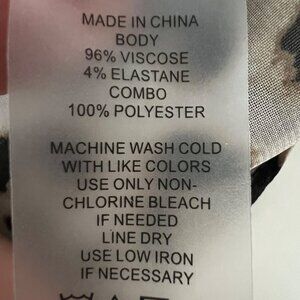 MADE IN CHINA
BODY
96% VISCOSE
4% ELASTANE
COMBO
100% POLYESTER
MACHINE WASH COLD
WITH LIKE COLORS
USE ONLY NON-
CHLORINE BLEACH
IF NEEDED
LINE DRY
USE LOW IRON
IF NECESSARY